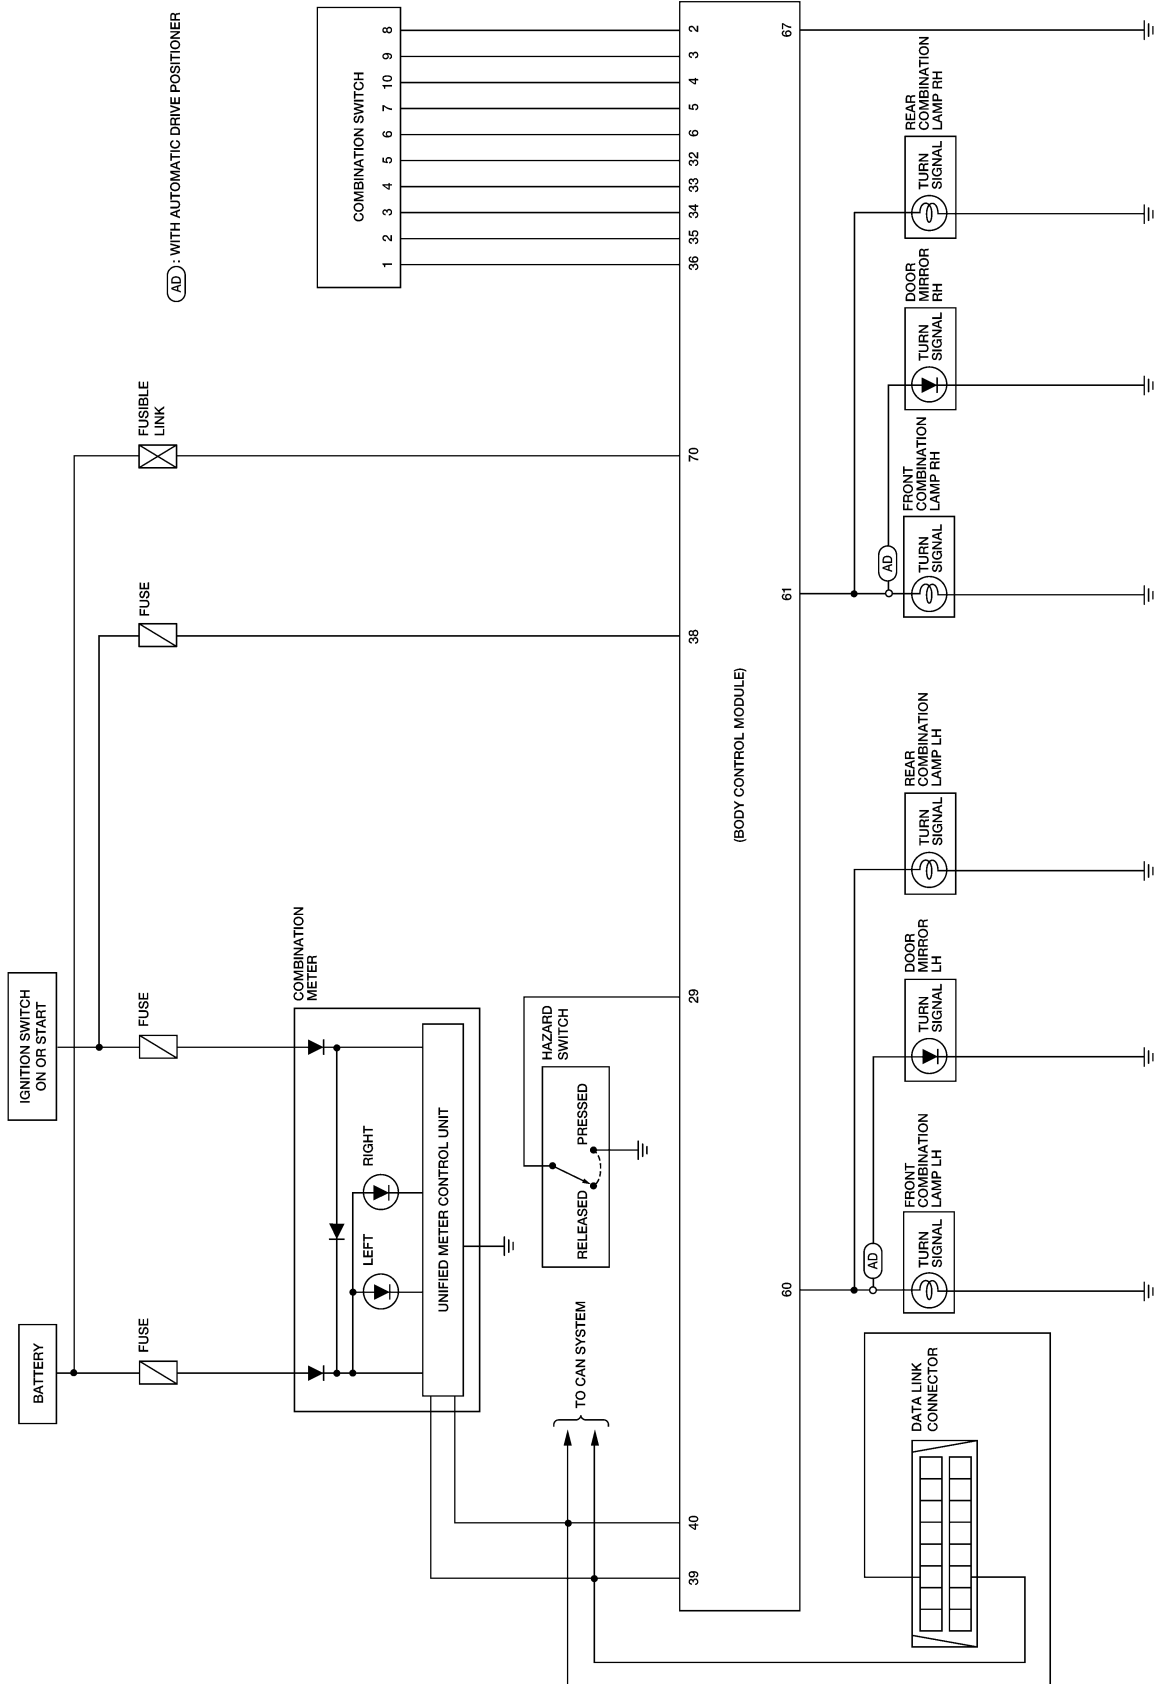 BATTERY
IGNITION SWITCH
ON OR START
AD : WITH AUTOMATIC DRIVE POSITIONER
FUSE
FUSE
FUSE
FUSIBLE
LINK
COMBINATION
METER
LEFT
RIGHT
UNIFIED METER CONTROL UNIT
COMBINATION SWITCH
1
2
3
4
5
6
7
10
9
8
HAZARD
SWITCH
RELEASED
PRESSED
TO CAN SYSTEM
39
40
29
38
70
36
35
34
33
32
6
5
4
3
2
(BODY CONTROL MODULE)
60
61
67
DATA LINK
CONNECTOR
AD
FRONT
COMBINATION
LAMP LH
TURN
SIGNAL
DOOR
MIRROR
LH
TURN
SIGNAL
REAR
COMBINATION
LAMP LH
TURN
SIGNAL
AD
FRONT
COMBINATION
LAMP RH
TURN
SIGNAL
DOOR
MIRROR
RH
TURN
SIGNAL
REAR
COMBINATION
LAMP RH
TURN
SIGNAL